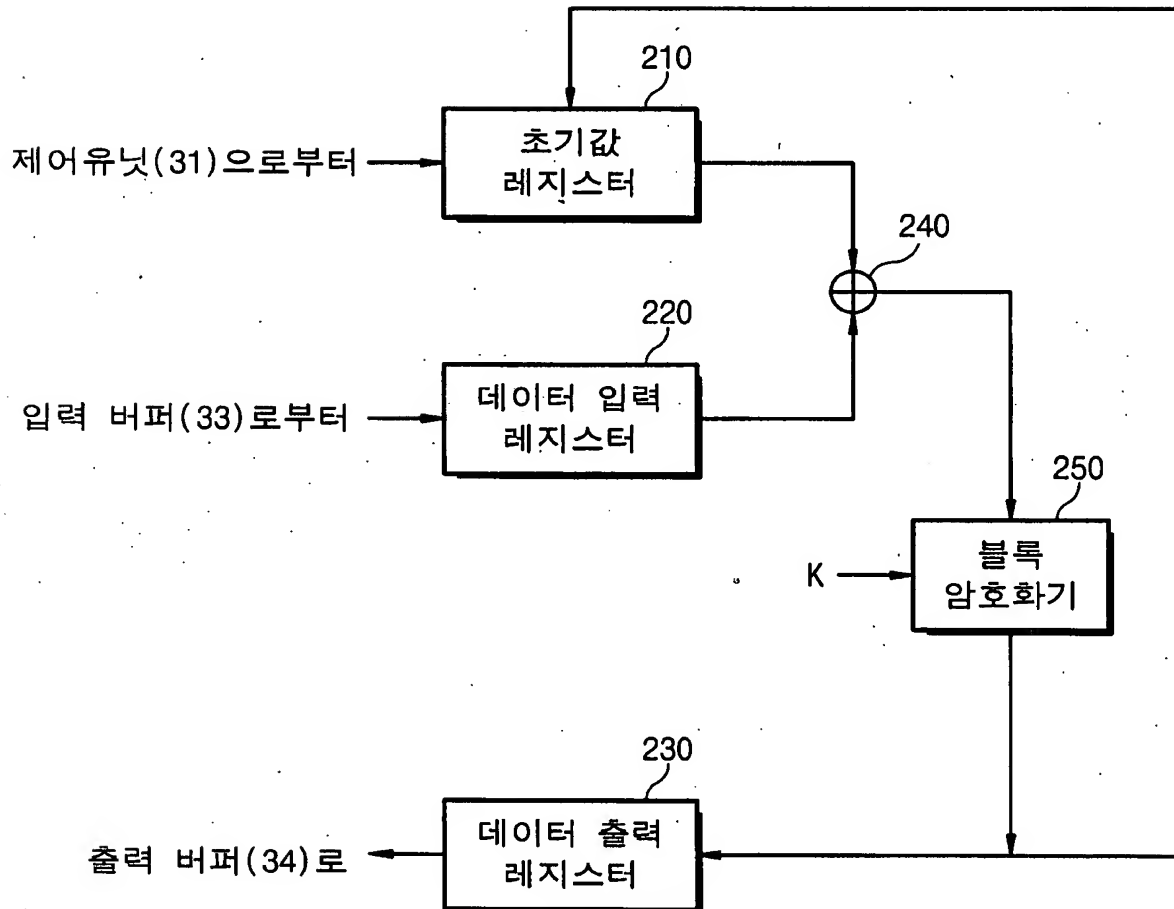 210
제어유닛(31)으로부터
초기값
레지스터
240
220
입력 버퍼(33)로부터
데이터 입력
레지스터
250
K
블록
암호화기
230
출력 버퍼(34)로
데이터 출력
레지스터